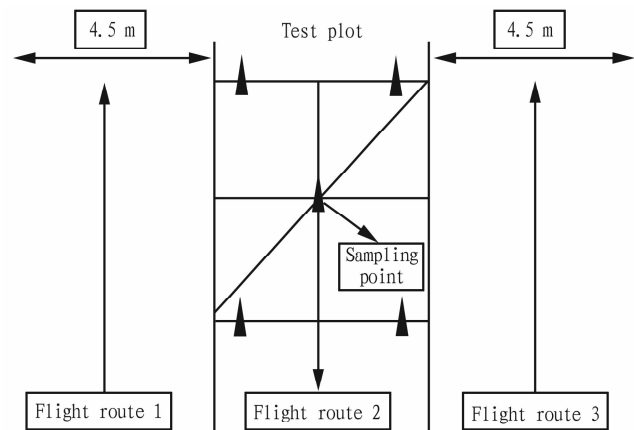 4.5 m
Test plot
4.5 m
Sampling
point
Flight route 1
Flight route 2
Flight route 3